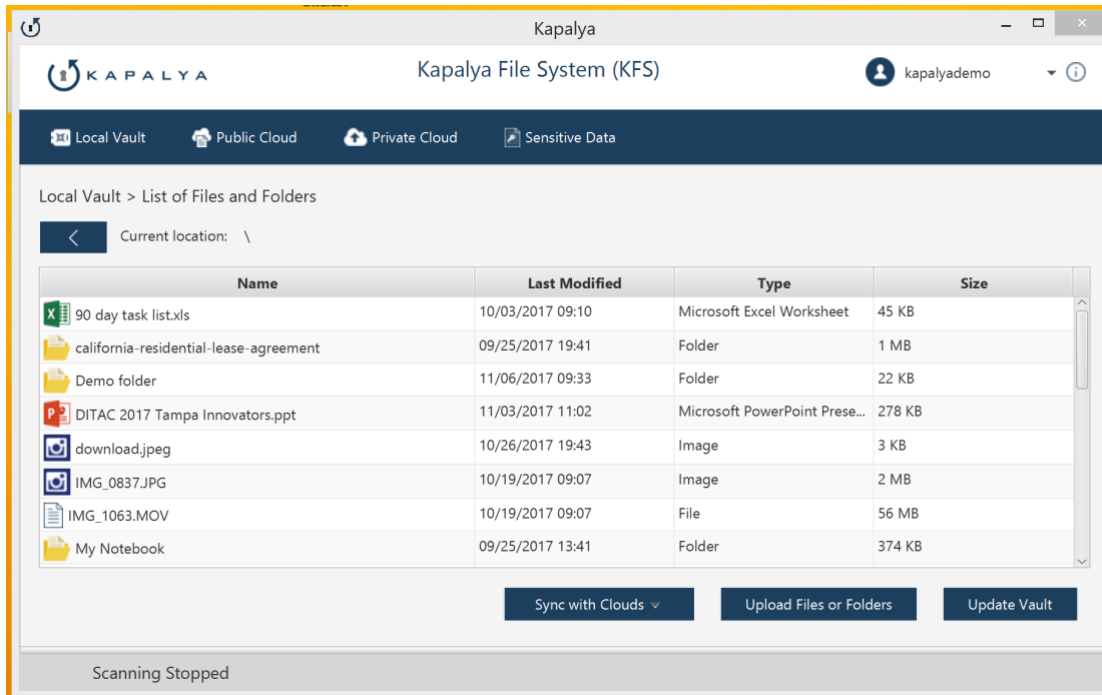 Kapalya
KAPALYA
Kapalya File System (KFS)
kapalyademo
Local Vault Public Cloud Private Cloud Sensitive Data
Local Vault > List of Files and Folders
Current location: \
Name Last Modified Type Size
90 day task list.xls 10/03/2017 09:10 Microsoft Excel Worksheet 45 KB
california-residential-lease-agreement 09/25/2017 19:41 Folder 1 MB
Demo folder 11/06/2017 09:33 Folder 22 KB
DITAC 2017 Tampa Innovators.ppt 11/03/2017 11:02 Microsoft PowerPoint Prese... 278 KB
download.jpeg 10/26/2017 19:43 Image 3 KB
IMG_0837.JPG 10/19/2017 09:07 Image 2 MB
IMG_1063.MOV 10/19/2017 09:07 File 56 MB
My Notebook 09/25/2017 13:41 Folder 374 KB
Sync with Clouds Upload Files or Folders Update Vault
Scanning Stopped